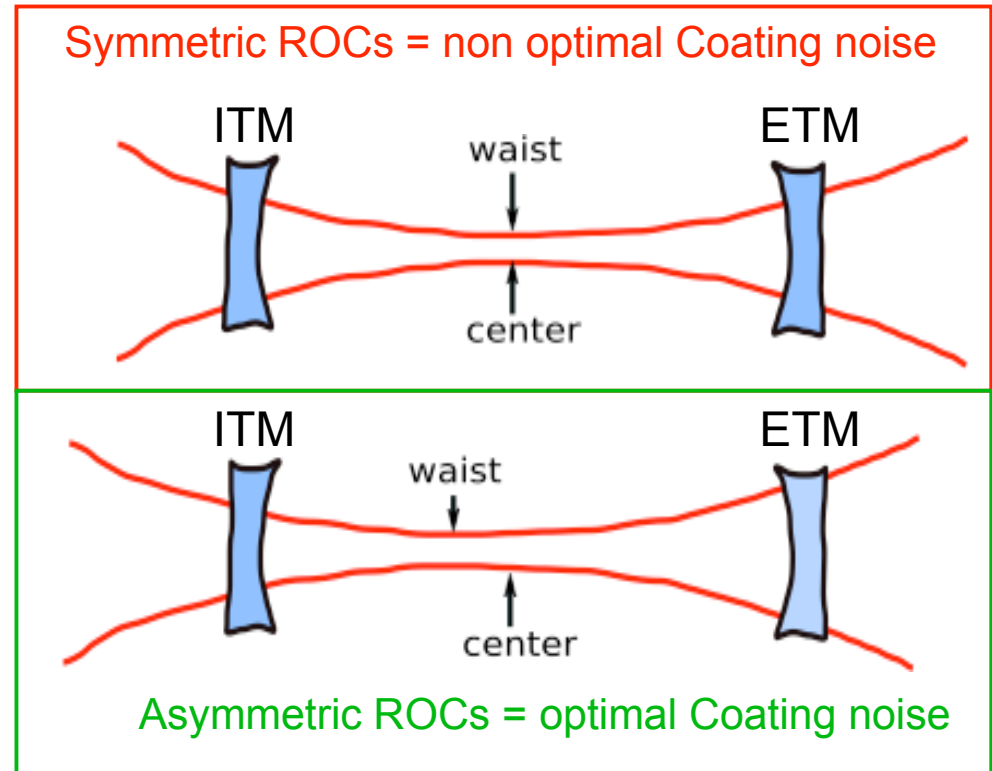 Symmetric ROCs = non optimal Coating noise
ITM
ETM
waist
center
ITM
ETM
waist
center
Asymmetric ROCs = optimal Coating noise